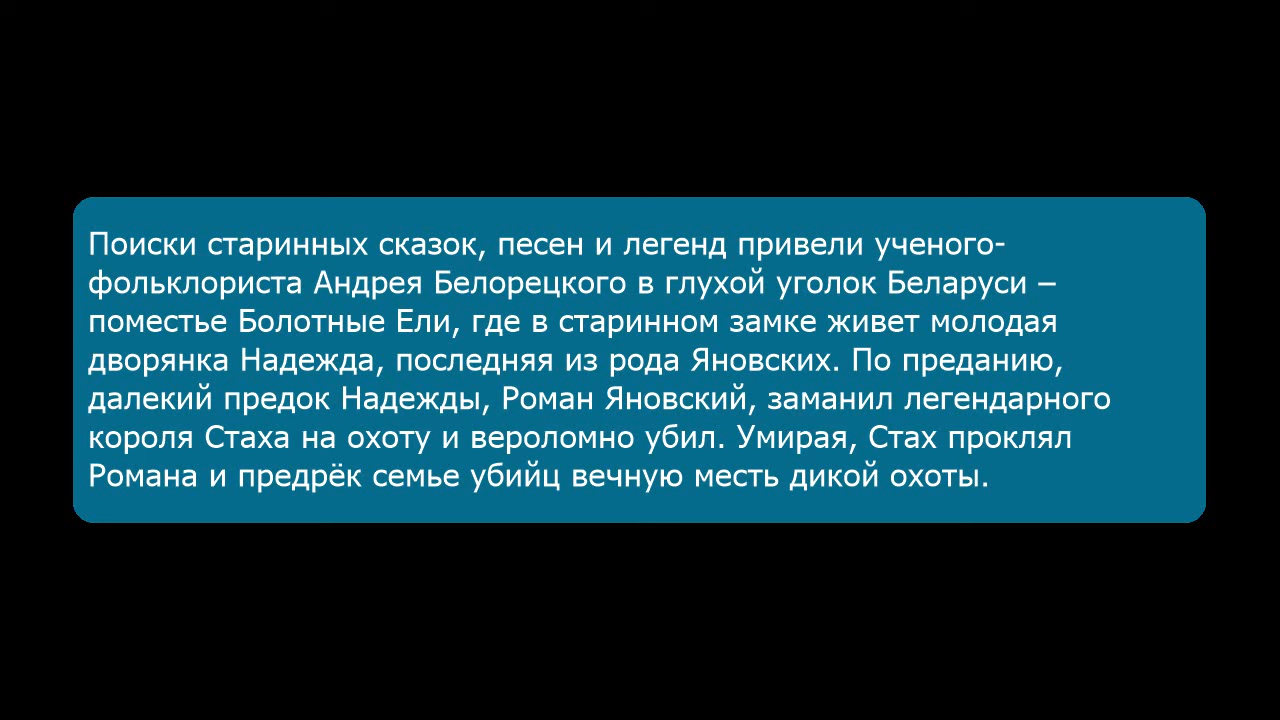 Поиски старинных сказок, песен и легенд привели ученого-
фольклориста Андрея Белорецкого в глухой уголок Беларуси –
поместье Болотные Ели, где в старинном замке живет молодая
дворянка Надежда, последняя из рода Яновских. По преданию,
далекий предок Надежды, Роман Яновский, заманил легендарного
короля Стаха на охоту и вероломно убил. Умирая, Стах проклял
Романа и предрёк семье убийц вечную месть дикой охоты.